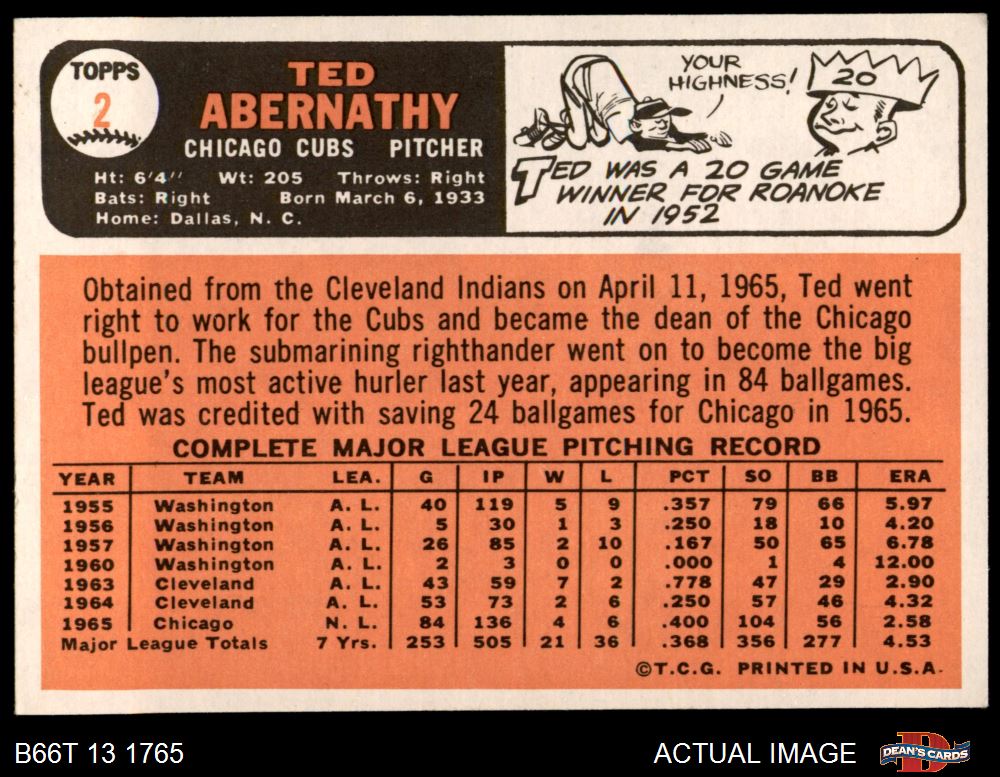 TOPPS
2
TED
ABERNATHY
CHICAGO CUBS PITCHER
Ht: 6'4" Wt: 205 Throws: Right
Bats: Right Born March 6, 1933
Home: Dallas, N. C.
YOUR
HIGHNESS!
20
TED WAS A 20 GAME
WINNER FOR ROANOKE
IN 1952
Obtained from the Cleveland Indians on April 11, 1965, Ted went
right to work for the Cubs and became the dean of the Chicago
bullpen. The submarining righthander went on to become the big
league's most active hurler last year, appearing in 84 ballgames.
Ted was credited with saving 24 ballgames for Chicago in 1965.
COMPLETE MAJOR LEAGUE PITCHING RECORD
YEAR TEAM LEA. G IP W L PCT SO BB ERA
1955 Washington A. L. 40 119 5 9 .357 79 66 5.97
1956 Washington A. L. 5 30 1 3 .250 18 10 4.20
1957 Washington A. L. 26 85 2 10 .167 50 65 6.78
1960 Washington A. L. 2 3 0 0 .000 1 4 12.00
1963 Cleveland A. L. 43 59 7 2 .778 47 29 2.90
1964 Cleveland A. L. 53 73 2 6 .250 57 46 4.32
1965 Chicago N. L. 84 136 4 6 .400 104 56 2.58
Major League Totals 7 Yrs. 253 505 21 36 .368 356 277 4.53
©T.C.G. PRINTED IN U.S.A.
B66T 13 1765
ACTUAL IMAGE
DEAN'S CARDS